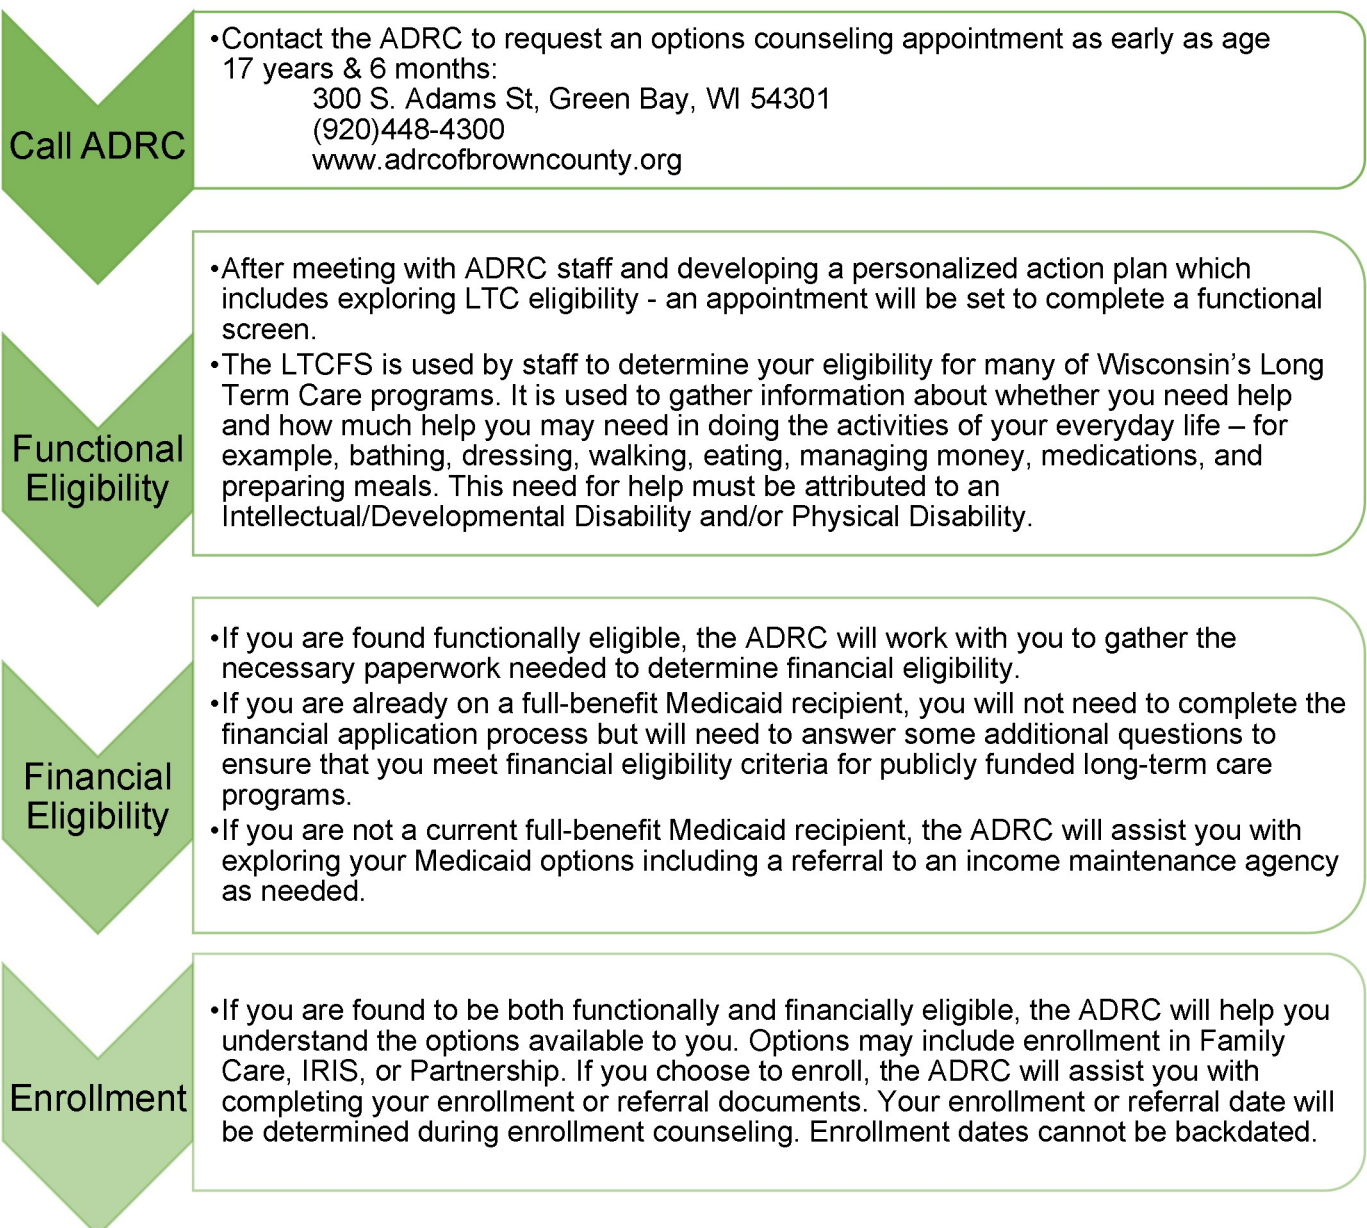 Call ADRC
•Contact the ADRC to request an options counseling appointment as early as age
17 years & 6 months:
300 S. Adams St, Green Bay, WI 54301
(920)448-4300
www.adrcofbrowncounty.org
Functional
Eligibility
•After meeting with ADRC staff and developing a personalized action plan which
includes exploring LTC eligibility - an appointment will be set to complete a functional
screen.
•The LTCFS is used by staff to determine your eligibility for many of Wisconsin’s Long
Term Care programs. It is used to gather information about whether you need help
and how much help you may need in doing the activities of your everyday life – for
example, bathing, dressing, walking, eating, managing money, medications, and
preparing meals. This need for help must be attributed to an
Intellectual/Developmental Disability and/or Physical Disability.
Financial
Eligibility
•If you are found functionally eligible, the ADRC will work with you to gather the
necessary paperwork needed to determine financial eligibility.
•If you are already on a full-benefit Medicaid recipient, you will not need to complete the
financial application process but will need to answer some additional questions to
ensure that you meet financial eligibility criteria for publicly funded long-term care
programs.
•If you are not a current full-benefit Medicaid recipient, the ADRC will assist you with
exploring your Medicaid options including a referral to an income maintenance agency
as needed.
Enrollment
•If you are found to be both functionally and financially eligible, the ADRC will help you
understand the options available to you. Options may include enrollment in Family
Care, IRIS, or Partnership. If you choose to enroll, the ADRC will assist you with
completing your enrollment or referral documents. Your enrollment or referral date will
be determined during enrollment counseling. Enrollment dates cannot be backdated.